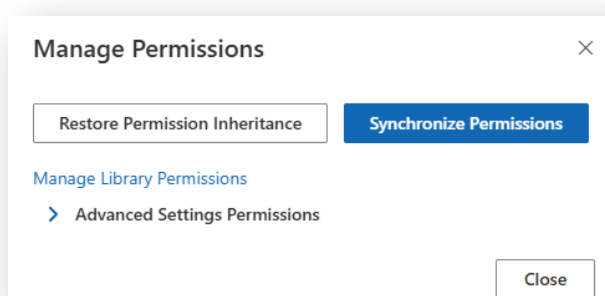 Manage Permissions
Restore Permission Inheritance
Synchronize Permissions
Manage Library Permissions
Advanced Settings Permissions
Close